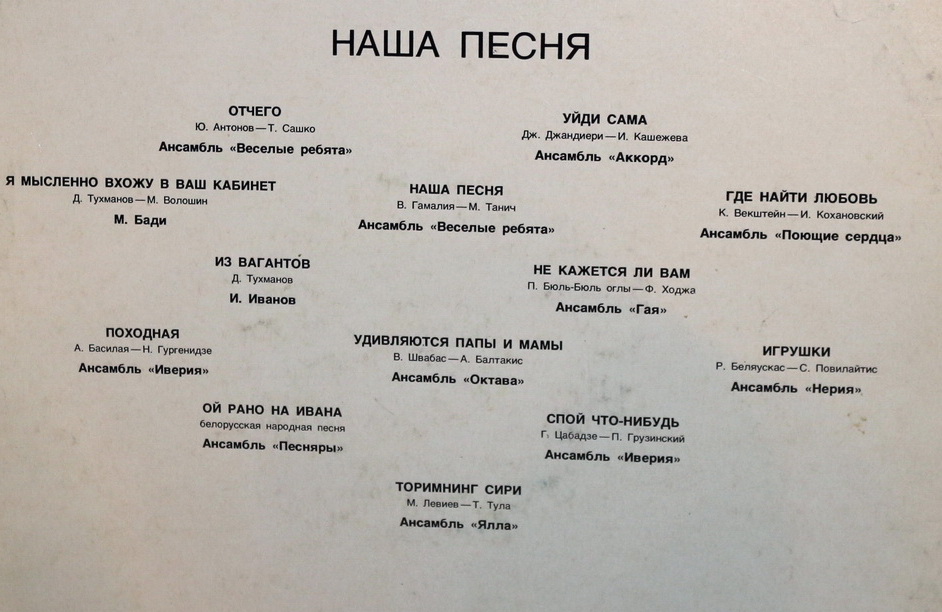 НАША ПЕСНЯ
ОТЧЕГО
Ю. Антонов — Т. Сашко
Ансамбль «Веселые ребята»
УЙДИ САМА
Дж. Джандиери — И. Кашежева
Ансамбль «Аккорд»
Я МЫСЛЕННО ВХОЖУ В ВАШ КАБИНЕТ
Д. Тухманов — М. Волошин
М. Бади
НАША ПЕСНЯ
В. Гамалия — М. Танич
Ансамбль «Веселые ребята»
ГДЕ НАЙТИ ЛЮБОВЬ
К. Векштейн — И. Кохановский
Ансамбль «Поющие сердца»
ИЗ ВАГАНТОВ
Д. Тухманов
И. Иванов
НЕ КАЖЕТСЯ ЛИ ВАМ
П. Бюль-Бюль оглы — Ф. Ходжа
Ансамбль «Гая»
ПОХОДНАЯ
А. Басилая — Н. Гургенидзе
Ансамбль «Иверия»
УДИВЛЯЮТСЯ ПАПЫ И МАМЫ
В. Швабас — А. Балтакис
Ансамбль «Октава»
ИГРУШКИ
Р. Беляускас — С. Повилайтис
Ансамбль «Нерия»
ОЙ РАНО НА ИВАНА
белорусская народная песня
Ансамбль «Песняры»
СПОЙ ЧТО-НИБУДЬ
Г. Цабадзе — П. Грузинский
Ансамбль «Иверия»
ТОРИМНИНГ СИРИ
М. Левиев — Т. Тула
Ансамбль «Ялла»